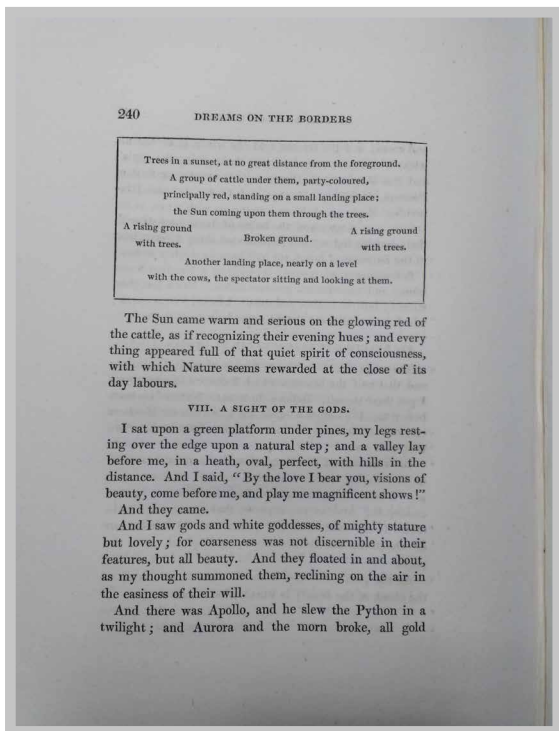 240
DREAMS ON THE BORDERS
Trees in a sunset, at no great distance from the foreground.
A group of cattle under them, party-coloured,
principally red, standing on a small landing place;
the Sun coming upon them through the trees.
A rising ground
with trees.
Broken ground.
A rising ground
with trees.
Another landing place, nearly on a level
with the cows, the spectator sitting and looking at them.
The Sun came warm and serious on the glowing red of
the cattle, as if recognizing their evening hues; and every
thing appeared full of that quiet spirit of consciousness,
with which Nature seems rewarded at the close of its
day labours.
VIII. A SIGHT OF THE GODS.
I sat upon a green platform under pines, my legs rest-
ing over the edge upon a natural step; and a valley lay
before me, in a heath, oval, perfect, with hills in the
distance. And I said, “By the love I bear you, visions of
beauty, come before me, and play me magnificent shows!”
And they came.
And I saw gods and white goddesses, of mighty stature
but lovely; for coarseness was not discernible in their
features, but all beauty. And they floated in and about,
as my thought summoned them, reclining on the air in
the easiness of their will.
And there was Apollo, and he slew the Python in a
twilight; and Aurora and the morn broke, all gold